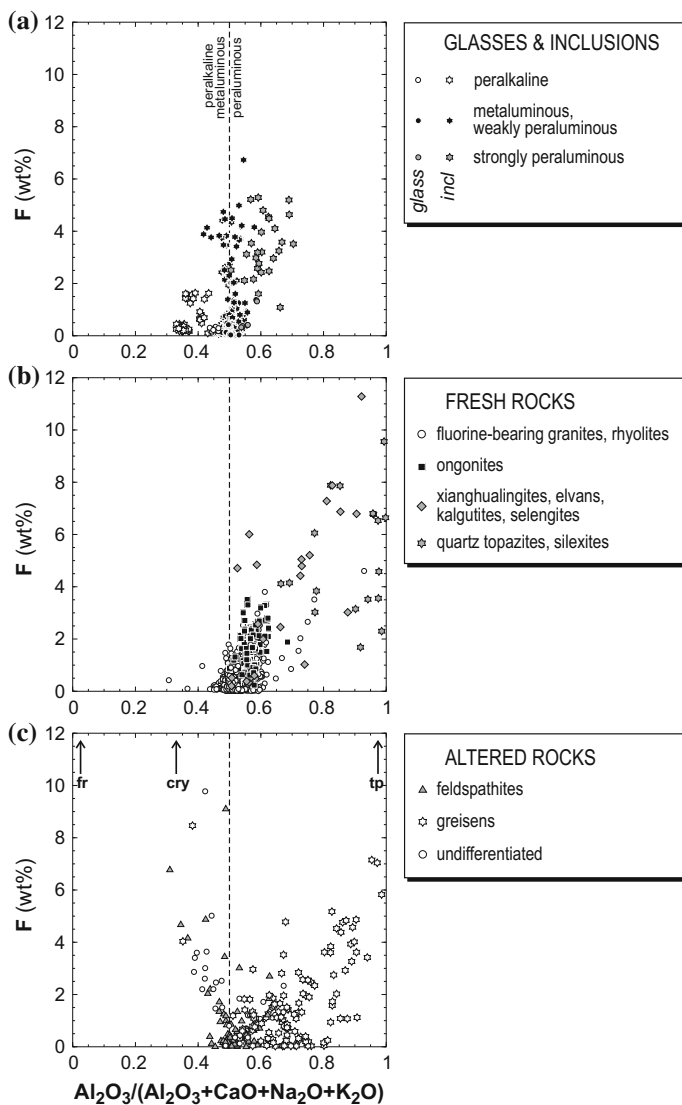 (a)
12
10
8
6
4
2
0
F (wt%)
peralkaline
metaluminous
peraluminous
0
0.2
0.4
0.6
0.8
1
GLASSES & INCLUSIONS
peralkaline
metaluminous,
weakly peraluminous
strongly peraluminous
glass
incl
(b)
12
10
8
6
4
2
0
F (wt%)
0
0.2
0.4
0.6
0.8
1
FRESH ROCKS
fluorine-bearing granites, rhyolites
ongonites
xianghualingites, elvans,
kalgutites, selengites
quartz topazites, silexites
(c)
12
10
8
6
4
2
0
F (wt%)
fr
cry
tp
0
0.2
0.4
0.6
0.8
1
Al₂O₃/(Al₂O₃+CaO+Na₂O+K₂O)
ALTERED ROCKS
feldspathites
greisens
undifferentiated